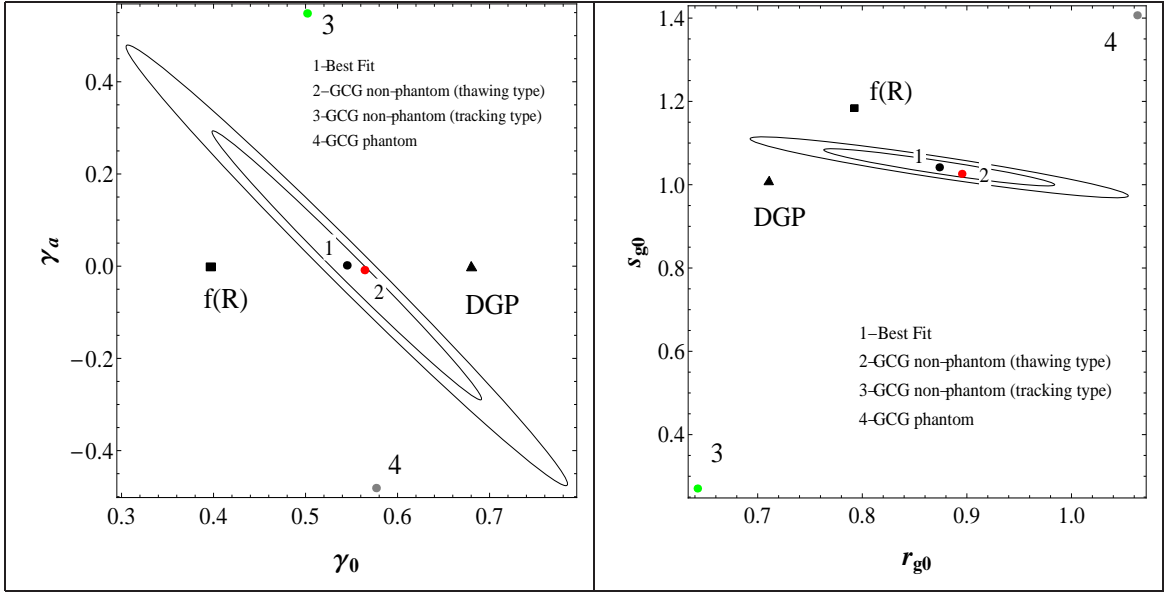 3
1–Best Fit
2–GCG non–phantom (thawing type)
3–GCG non–phantom (tracking type)
4–GCG phantom
0.4
0.2
0.0
−0.2
−0.4
γa
1
2
f(R)
DGP
4
0.3 0.4 0.5 0.6 0.7
γ0
1.4
1.2
1.0
0.8
0.6
0.4
sg0
4
f(R)
1
2
DGP
1–Best Fit
2–GCG non–phantom (thawing type)
3–GCG non–phantom (tracking type)
4–GCG phantom
3
0.7 0.8 0.9 1.0
rg0